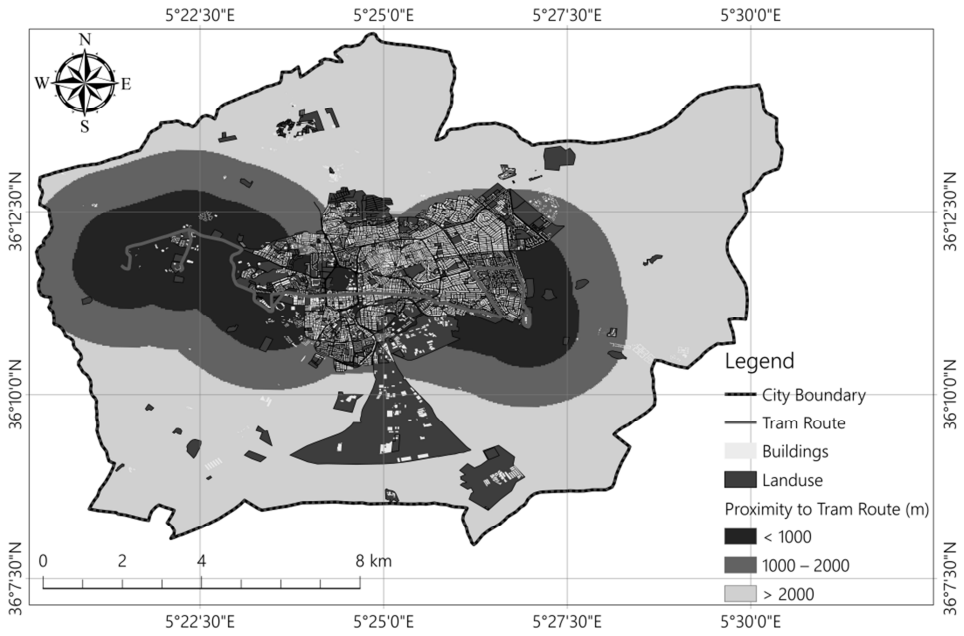 5°22'30"E 5°25'0"E 5°27'30"E 5°30'0"E
N
W E
S
36°12'30"N 36°12'30"N
36°10'0"N 36°10'0"N
36°7'30"N 36°7'30"N
Legend
City Boundary
Tram Route
Buildings
Landuse
Proximity to Tram Route (m)
< 1000
1000 – 2000
> 2000
0 2 4 8 km
5°22'30"E 5°25'0"E 5°27'30"E 5°30'0"E